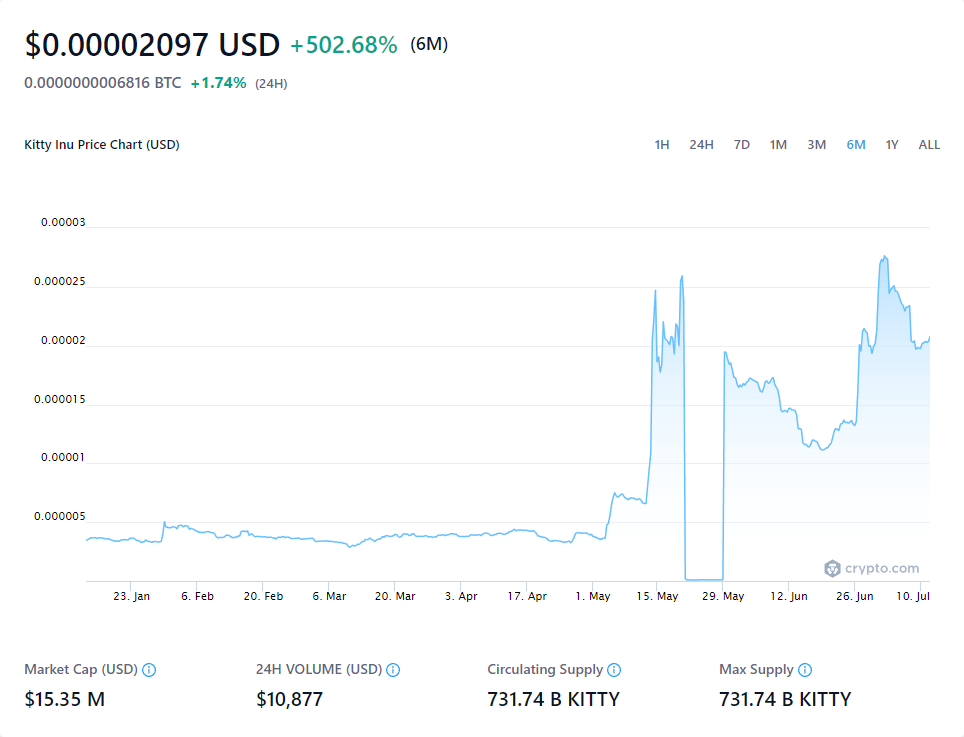 $0.00002097 USD +502.68% (6M)
0.0000000006816 BTC +1.74% (24H)
Kitty Inu Price Chart (USD) 1H 24H 7D 1M 3M 6M 1Y ALL
0.00003
0.000025
0.00002
0.000015
0.00001
0.000005
crypto.com
23. Jan 6. Feb 20. Feb 6. Mar 20. Mar 3. Apr 17. Apr 1. May 15. May 29. May 12. Jun 26. Jun 10. Jul
Market Cap (USD) 24H VOLUME (USD) Circulating Supply Max Supply
$15.35 M $10,877 731.74 B KITTY 731.74 B KITTY